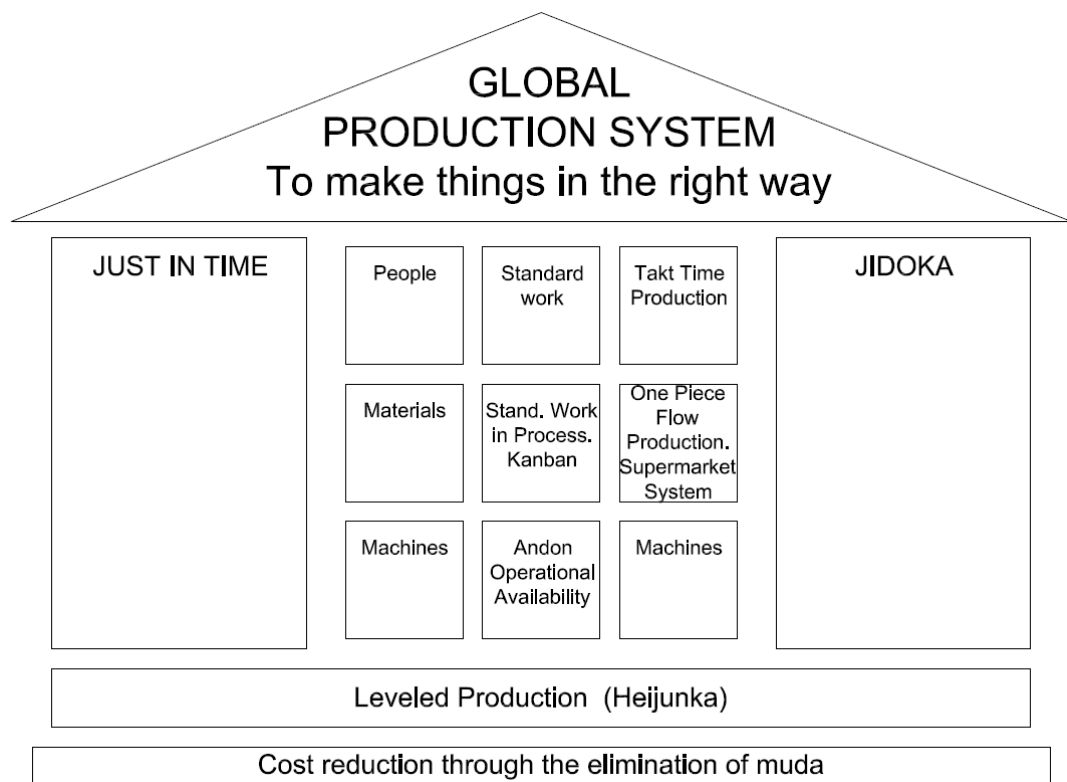 GLOBAL
PRODUCTION SYSTEM
To make things in the right way
JUST IN TIME
People
Standard
work
Takt Time
Production
JIDOKA
Materials
Stand. Work
in Process.
Kanban
One Piece
Flow
Production.
Supermarket
System
Machines
Andon
Operational
Availability
Machines
Leveled Production (Heijunka)
Cost reduction through the elimination of muda